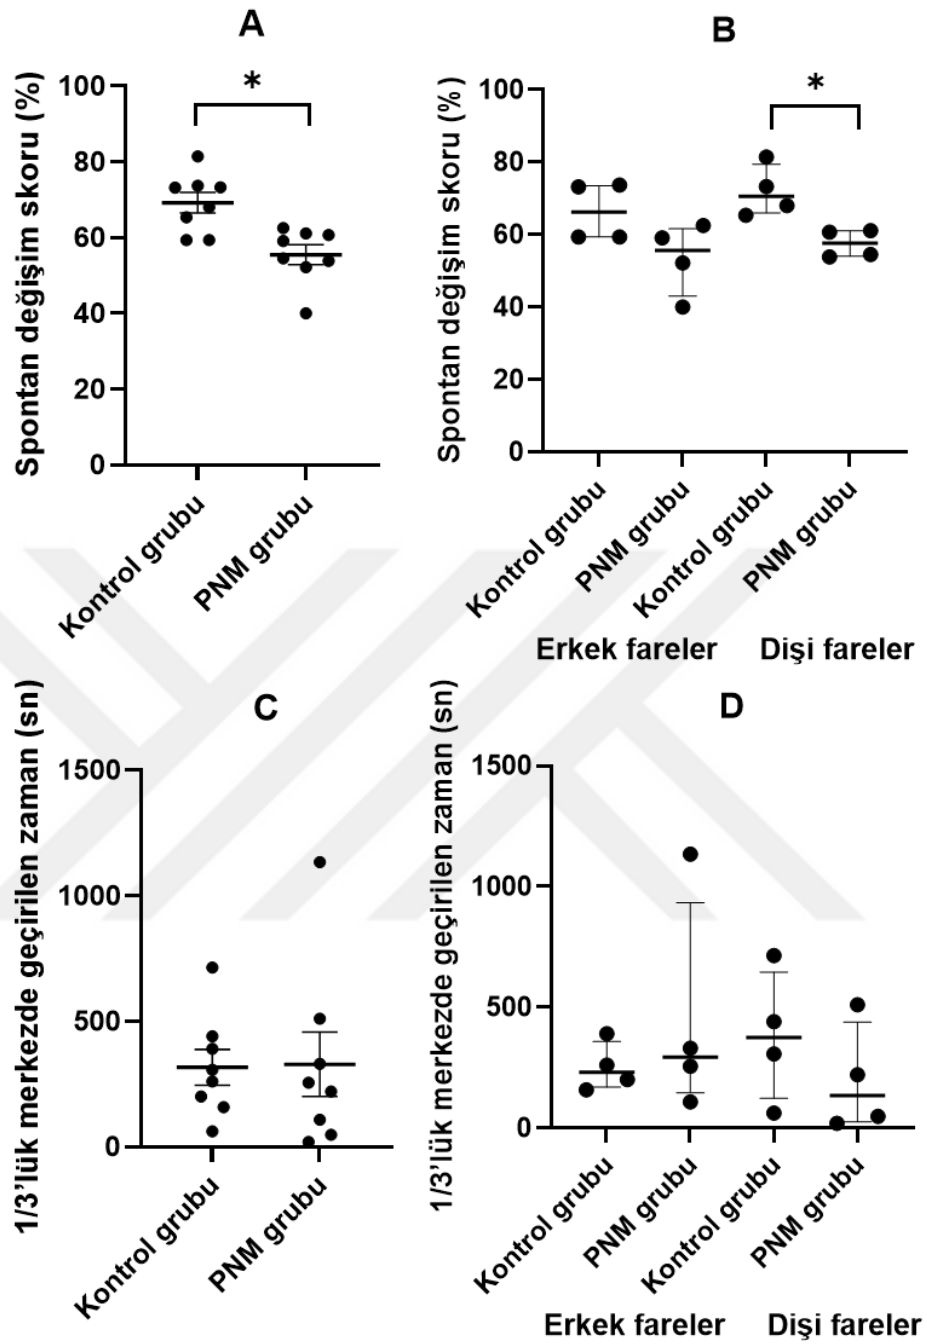 A
Spontan değişim skoru (%)
100
80
60
40
20
0
*
Kontrol grubu
PNM grubu
B
Spontan değişim skoru (%)
100
80
60
40
20
0
*
Kontrol grubu
PNM grubu
Kontrol grubu
PNM grubu
Erkek fareler
Dişi fareler
C
1/3'lük merkezde geçirilen zaman (sn)
1500
1000
500
0
Kontrol grubu
PNM grubu
D
1/3'lük merkezde geçirilen zaman (sn)
1500
1000
500
0
Kontrol grubu
PNM grubu
Kontrol grubu
PNM grubu
Erkek fareler
Dişi fareler